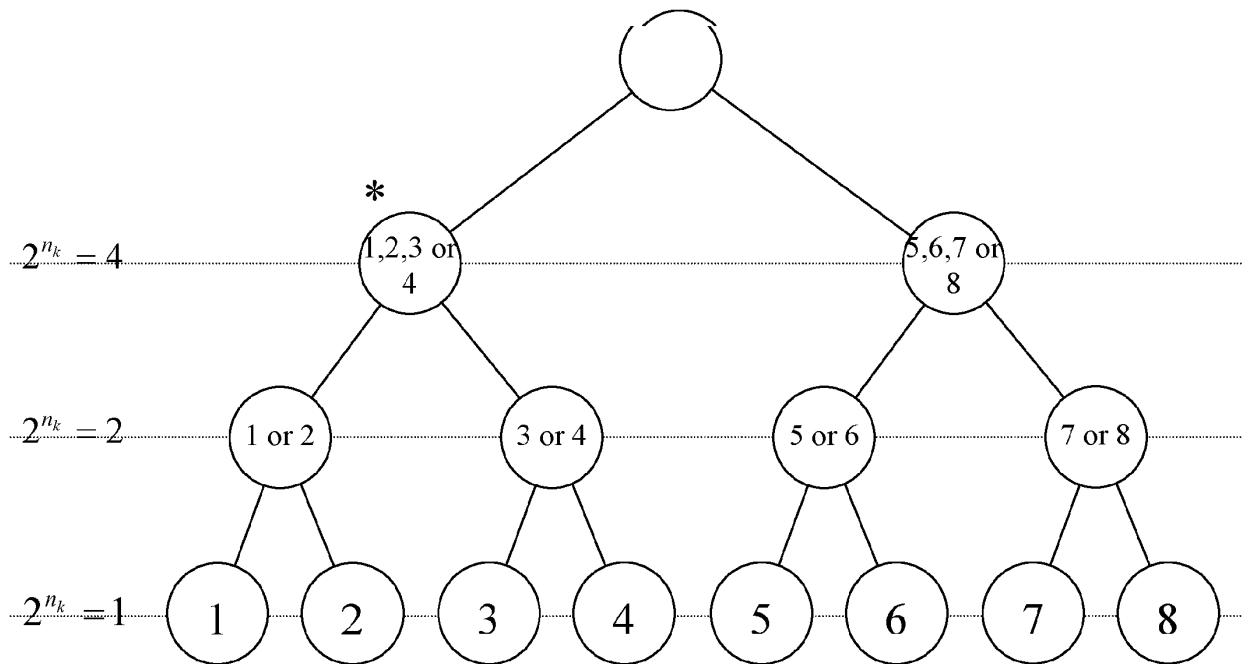 *
2^{n_k} = 4
1,2,3 or
4
5,6,7 or
8
2^{n_k} = 2
1 or 2
3 or 4
5 or 6
7 or 8
2^{n_k} = 1
1
2
3
4
5
6
7
8